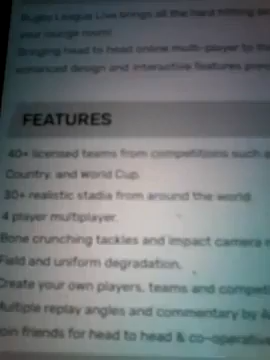 Rugby League Live brings all the hard hitting
your lounge room!
Bringing head to head online multi-player to
enhanced design and interactive features
FEATURES
40+ licensed teams from competitions such
Country, and World Cup.
30+ realistic stadia from around the world
4 player multiplayer.
Bone crunching tackles and impact camera
Field and uniform degradation.
Create your own players, teams and
Multiple replay angles and commentary by
Join friends for head to head & co-operative